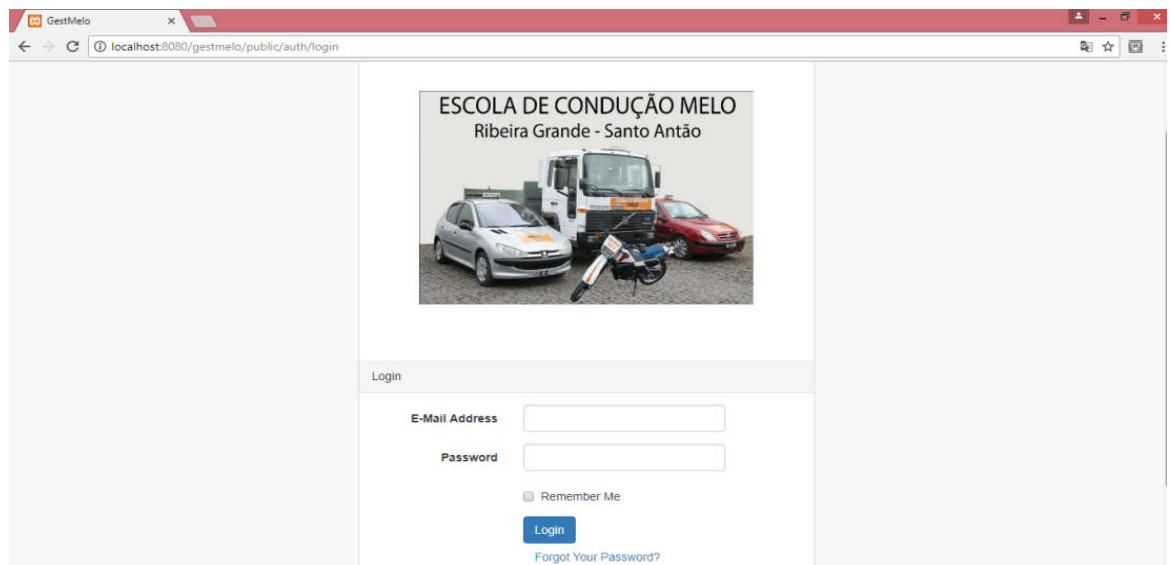 GestMelo
localhost:8080/gestmelo/public/auth/login
ESCOLA DE CONDUÇÃO MELO
Ribeira Grande - Santo Antão
Login
E-Mail Address
Password
Remember Me
Login
Forgot Your Password?